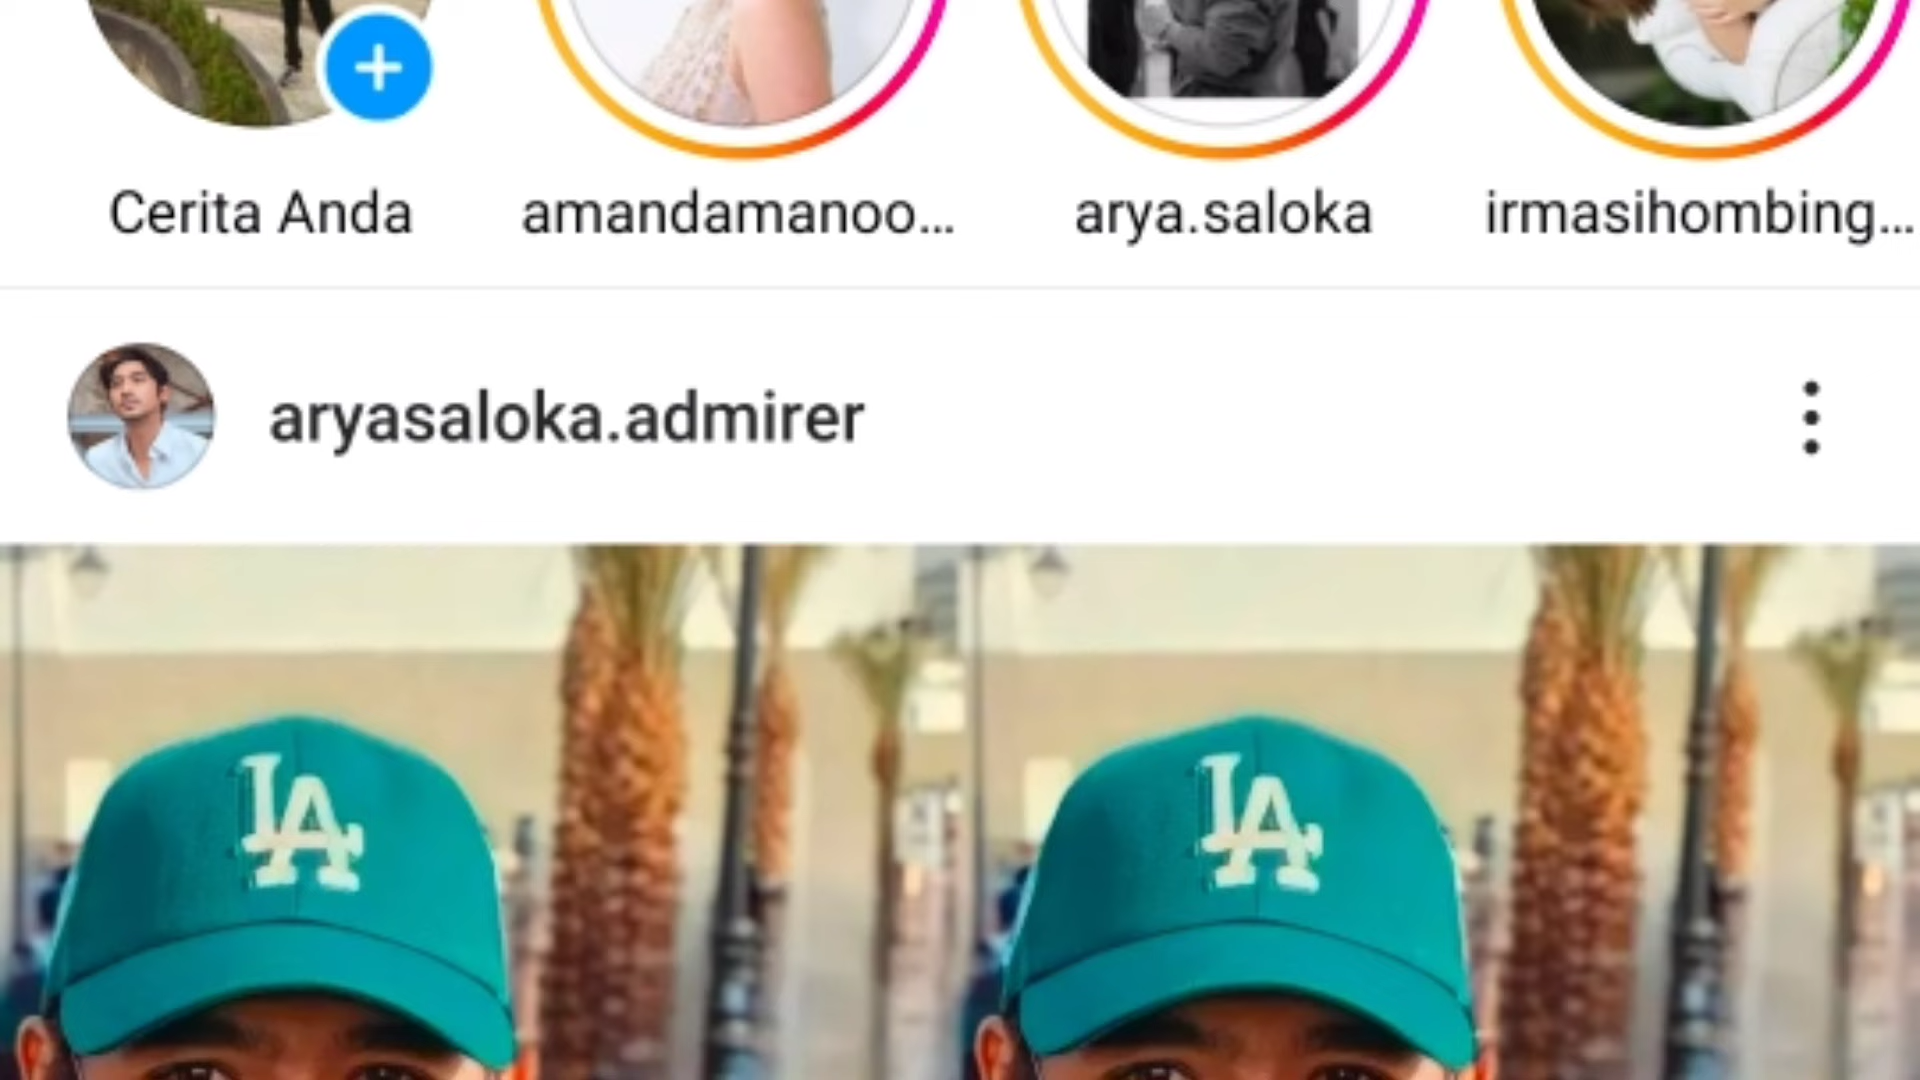 Cerita Anda
amandamanoo...
arya.saloka
irmasihombing...
aryasaloka.admirer
LA
LA